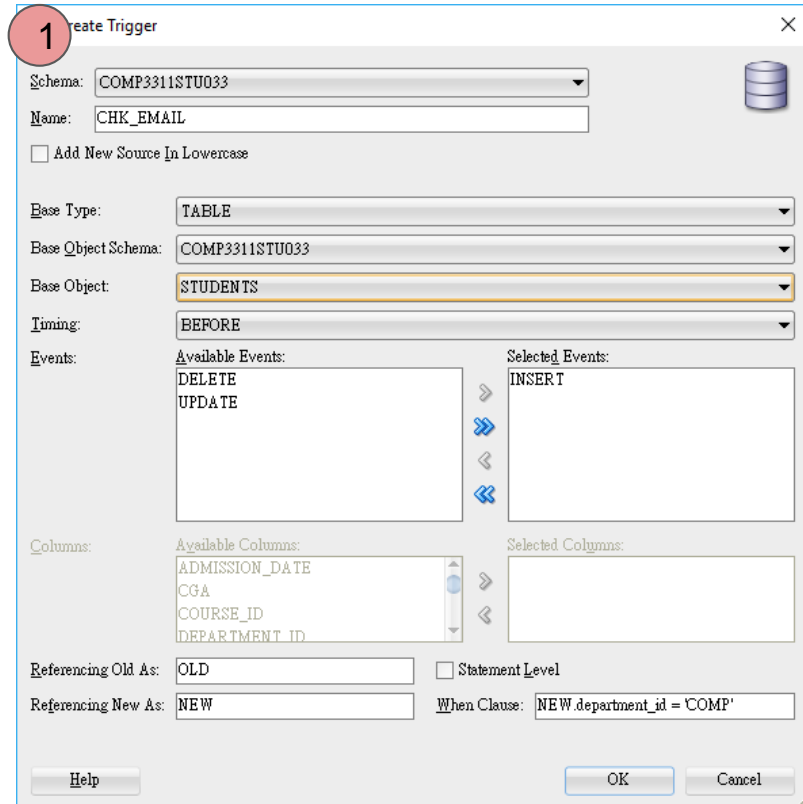 1
reate Trigger
Schema: COMP3311STU033
Name: CHK_EMAIL
Add New Source In Lowercase
Base Type: TABLE
Base Object Schema: COMP3311STU033
Base Object: STUDENTS
Timing: BEFORE
Events:
Available Events:
DELETE
UPDATE
Selected Events:
INSERT
Columns:
Available Columns:
ADMISSION_DATE
CGA
COURSE_ID
DEPARTMENT_ID
Selected Columns:
Referencing Old As: OLD
Statement Level
Referencing New As: NEW
When Clause: NEW.department_id = 'COMP'
Help
OK
Cancel